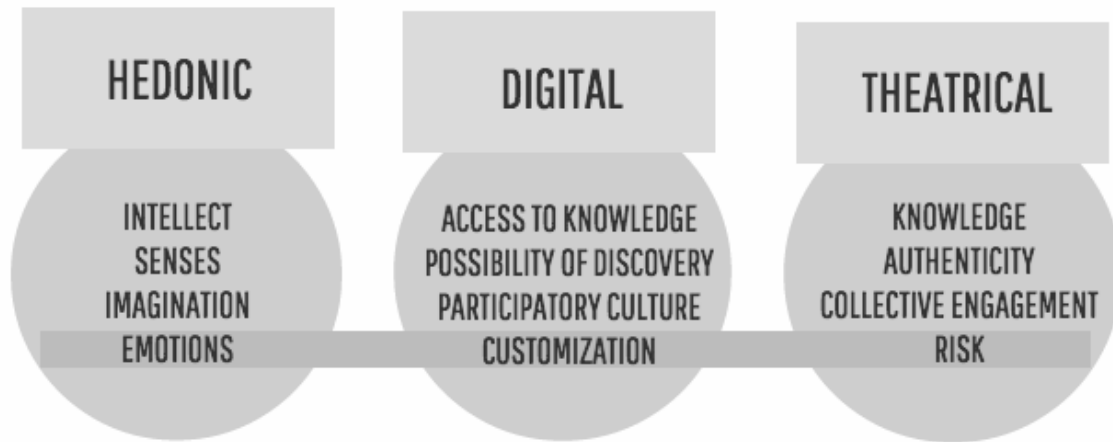 HEDONIC
INTELLECT
SENSES
IMAGINATION
EMOTIONS
DIGITAL
ACCESS TO KNOWLEDGE
POSSIBILITY OF DISCOVERY
PARTICIPATORY CULTURE
CUSTOMIZATION
THEATRICAL
KNOWLEDGE
AUTHENTICITY
COLLECTIVE ENGAGEMENT
RISK